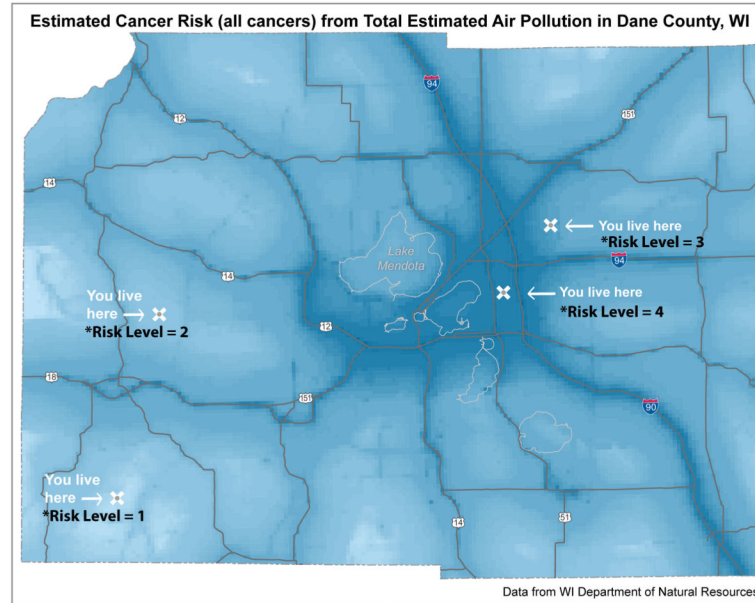 Estimated Cancer Risk (all cancers) from Total Estimated Air Pollution in Dane County, WI
94
12
151
14
You live here
*Risk Level = 3
94
Lake
Mendota
14
You live
here
*Risk Level = 2
You live here
*Risk Level = 4
12
18
151
90
You live
here
*Risk Level = 1
14
51
Data from WI Department of Natural Resources